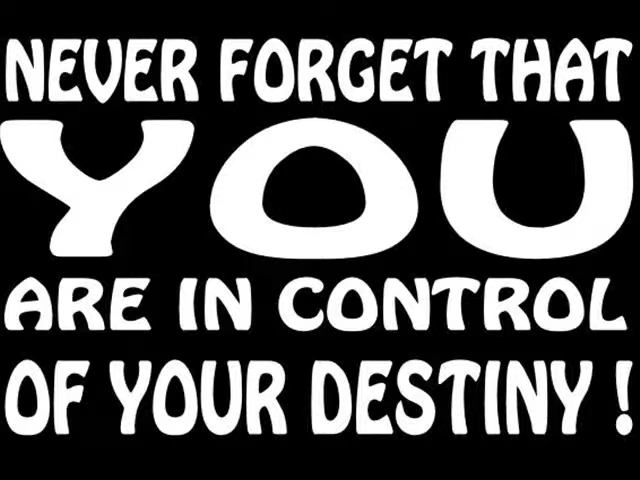 NEVER FORGET THAT
YOU
ARE IN CONTROL
OF YOUR DESTINY !